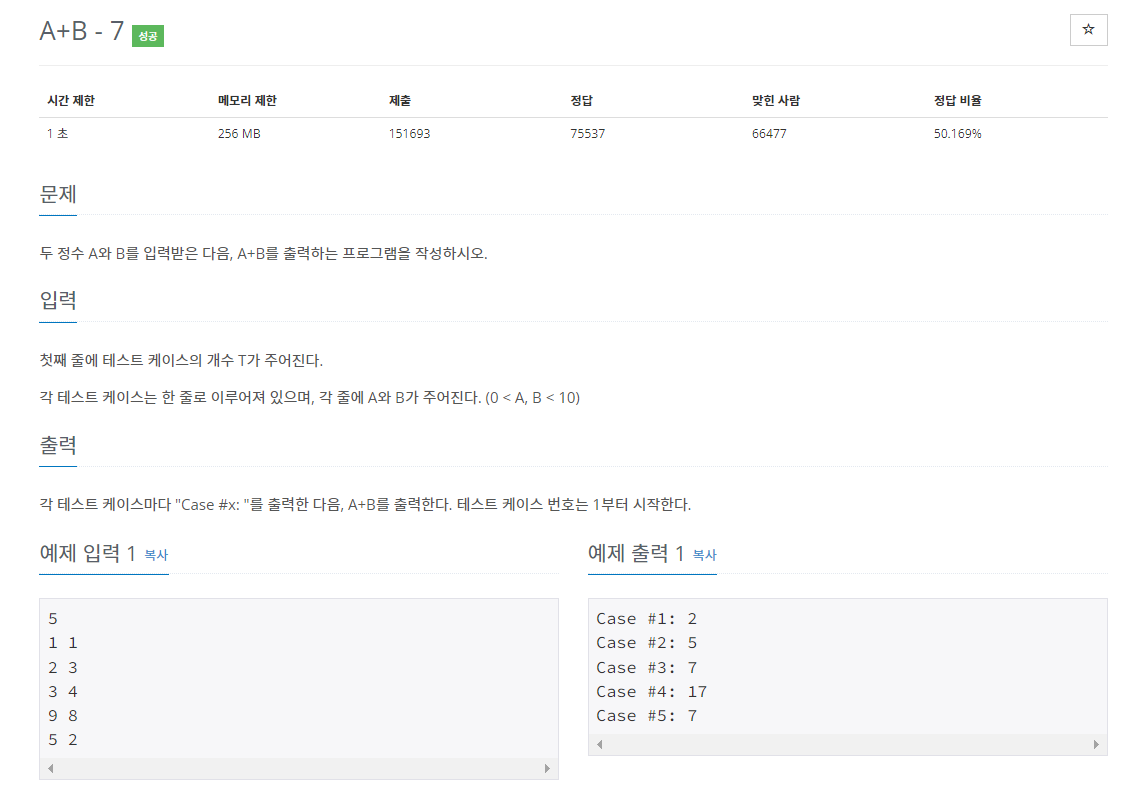 A+B - 7 성공
☆
시간 제한 메모리 제한 제출 정답 맞힌 사람 정답 비율
1 초 256 MB 151693 75537 66477 50.169%
문제
두 정수 A와 B를 입력받은 다음, A+B를 출력하는 프로그램을 작성하시오.
입력
첫째 줄에 테스트 케이스의 개수 T가 주어진다.
각 테스트 케이스는 한 줄로 이루어져 있으며, 각 줄에 A와 B가 주어진다. (0 < A, B < 10)
출력
각 테스트 케이스마다 "Case #x: "를 출력한 다음, A+B를 출력한다. 테스트 케이스 번호는 1부터 시작한다.
예제 입력 1 복사
5
1 1
2 3
3 4
9 8
5 2
예제 출력 1 복사
Case #1: 2
Case #2: 5
Case #3: 7
Case #4: 17
Case #5: 7